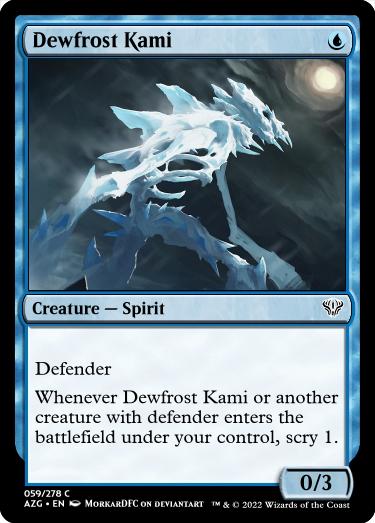 Dewfrost Kami
Creature — Spirit
Defender
Whenever Dewfrost Kami or another
creature with defender enters the
battlefield under your control, scry 1.
0/3
059/278 C
AZG • EN MorkarDFC on deviantart ™ & © 2022 Wizards of the Coast